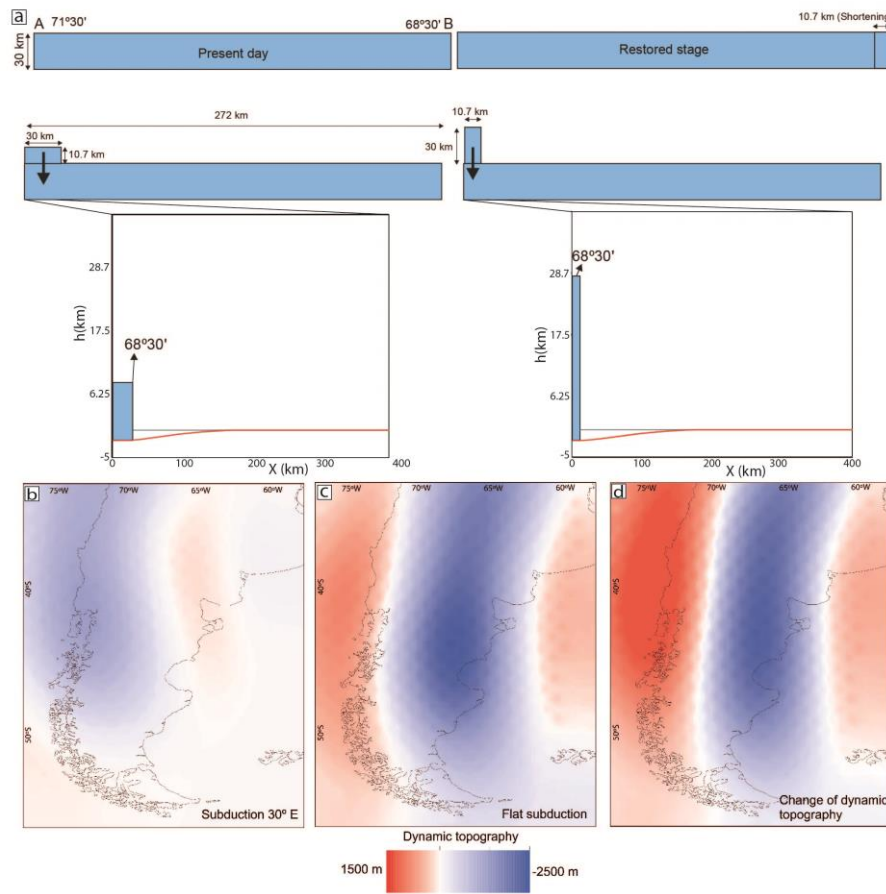 a
A 71º30'
68º30' B
10.7 km (Shortening
30 km
Present day
Restored stage
272 km
30 km
10.7 km
10.7 km
30 km
28.7
17.5
6.25
-5
h(km)
68º30'
0 100 200 300 400
X (km)
68º30'
28.7
17.5
6.25
-5
h(km)
0 100 200 300 400
X (km)
b
75ºW 70ºW 65ºW 60ºW
40ºS
50ºS
Subduction 30º E
c
75ºW 70ºW 65ºW 60ºW
40ºS
50ºS
Flat subduction
d
75ºW 70ºW 65ºW 60ºW
40ºS
50ºS
Change of dynamic
topography
Dynamic topography
1500 m
-2500 m